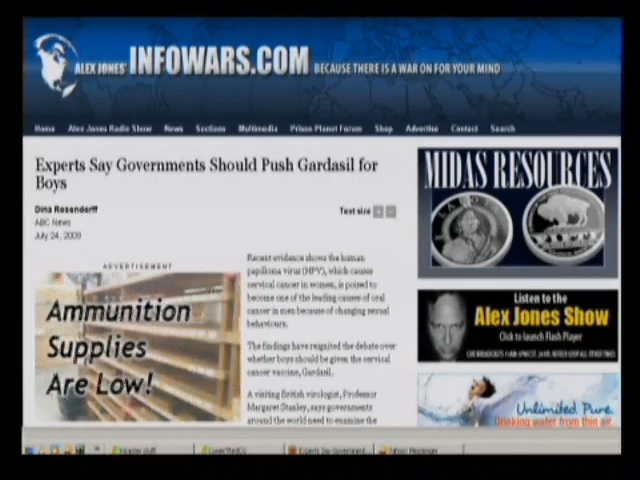 ALEX JONES' INFOWARS.COM BECAUSE THERE IS A WAR ON FOR YOUR MIND
Home Alex Jones Radio Show News Sections Multimedia Prison Planet Forum Shop Advertise Contact Search
Experts Say Governments Should Push Gardasil for
Boys
Dina Rosendorff
Text size + -
ABC News
July 24, 2009
ADVERTISEMENT
Ammunition
Supplies
Are Low!
Recent evidence shows the human
papilloma virus (HPV), which causes
cervical cancer in women, is poised to
become one of the leading causes of oral
cancer in men because of changing sexual
behaviours.
The findings have reignited the debate over
whether boys should be given the cervical
cancer vaccine, Gardasil.
A visiting British virologist, Professor
Margaret Stanley, says governments
around the world need to examine the
MIDAS RESOURCES
Listen to the
Alex Jones Show
Click to launch Flash Player
Unlimited Pure
Drinking water from thin air.
Experts Say Government
Yahoo! Messenger